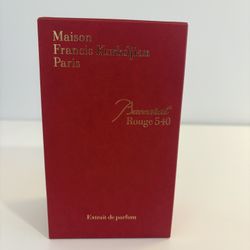 Maison
Francis Kurkdjian
Paris
Baccarat
Rouge 540
Extrait de parfum